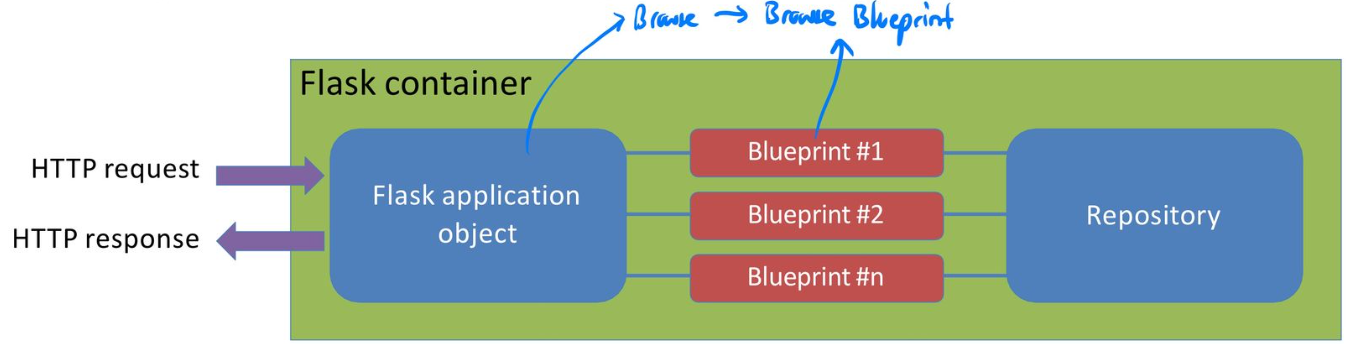 Browse → Browse Blueprint
Flask container
HTTP request
HTTP response
Flask application
object
Blueprint #1
Blueprint #2
Blueprint #n
Repository